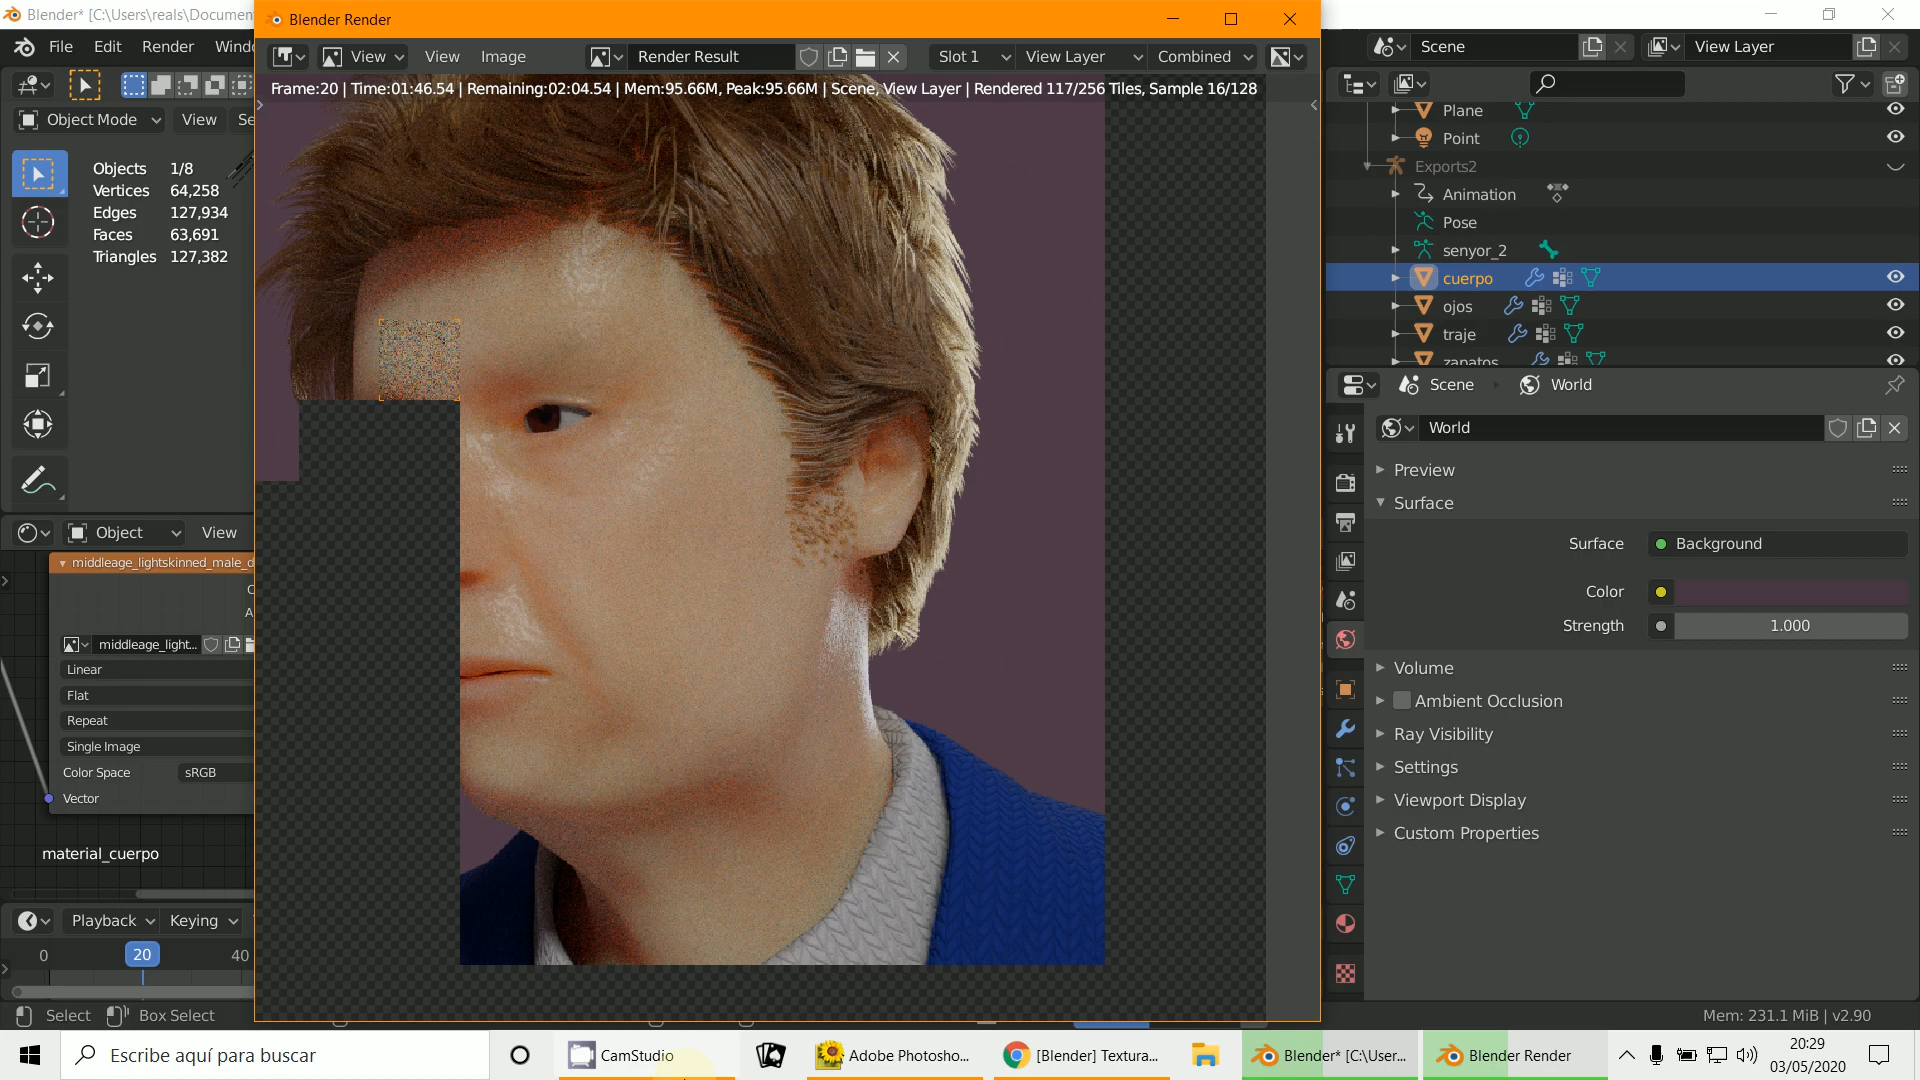 Blender* [C:\Users\reals\Documen
Blender Render
File Edit Render Wind
View View Image Render Result Slot 1 View Layer Combined
Scene View Layer
Frame:20 | Time:01:46.54 | Remaining:02:04.54 | Mem:95.66M, Peak:95.66M | Scene, View Layer | Rendered 117/256 Tiles, Sample 16/128
Object Mode View Se
Objects 1/8
Vertices 64,258
Edges 127,934
Faces 63,691
Triangles 127,382
Plane
Point
Exports2
Animation
Pose
senyor_2
cuerpo
ojos
traje
zapatos
Scene World
World
Preview
Surface
Surface Background
Color
Strength 1.000
Volume
Ambient Occlusion
Ray Visibility
Settings
Viewport Display
Custom Properties
Object View
middleage_lightskinned_male_d
C
A
middleage_light...
Linear
Flat
Repeat
Single Image
Color Space sRGB
Vector
material_cuerpo
Playback Keying
0 20 40
Select Box Select
Mem: 231.1 MiB | v2.90
Escribe aquí para buscar
CamStudio
Adobe Photosho...
[Blender] Textura...
Blender* [C:\User...
Blender Render
20:29
03/05/2020